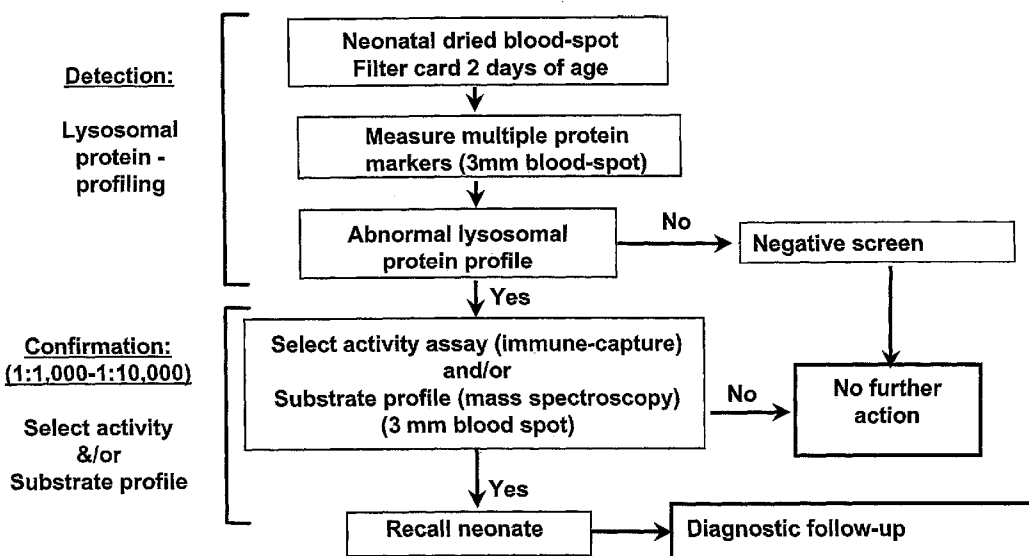 Detection:
Lysosomal
protein -
profiling
Neonatal dried blood-spot
Filter card 2 days of age
Measure multiple protein
markers (3mm blood-spot)
Abnormal lysosomal
protein profile
No
Negative screen
Yes
Confirmation:
(1:1,000-1:10,000)
Select activity
&/or
Substrate profile
Select activity assay (immune-capture)
and/or
Substrate profile (mass spectroscopy)
(3 mm blood spot)
No
No further
action
Yes
Recall neonate
Diagnostic follow-up